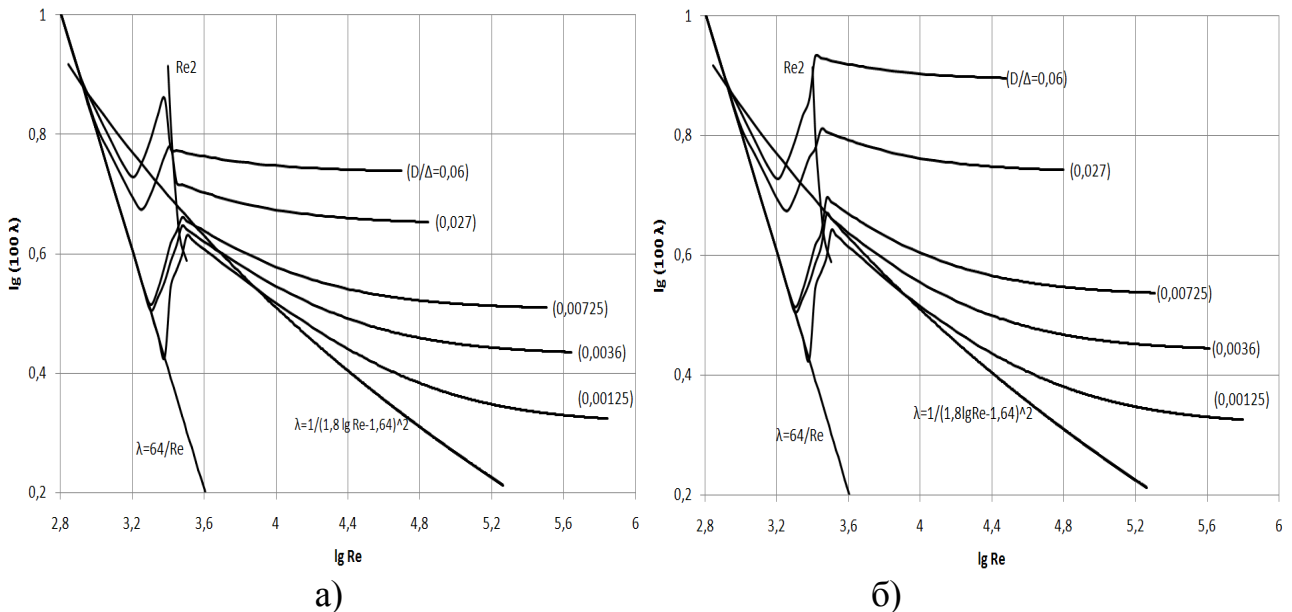 1
0,8
0,6
0,4
0,2
lg (100 λ)
Re2
(D/Δ=0,06)
(0,027)
(0,00725)
(0,0036)
(0,00125)
λ=1/(1,8 lg Re-1,64)^2
λ=64/Re
2,8 3,2 3,6 4 4,4 4,8 5,2 5,6 6
lg Re
а)
1
0,8
0,6
0,4
0,2
lg (100 λ)
Re2
(D/Δ=0,06)
(0,027)
(0,00725)
(0,0036)
(0,00125)
λ=1/(1,8 lgRe-1,64)^2
λ=64/Re
2,8 3,2 3,6 4 4,4 4,8 5,2 5,6 6
lg Re
б)